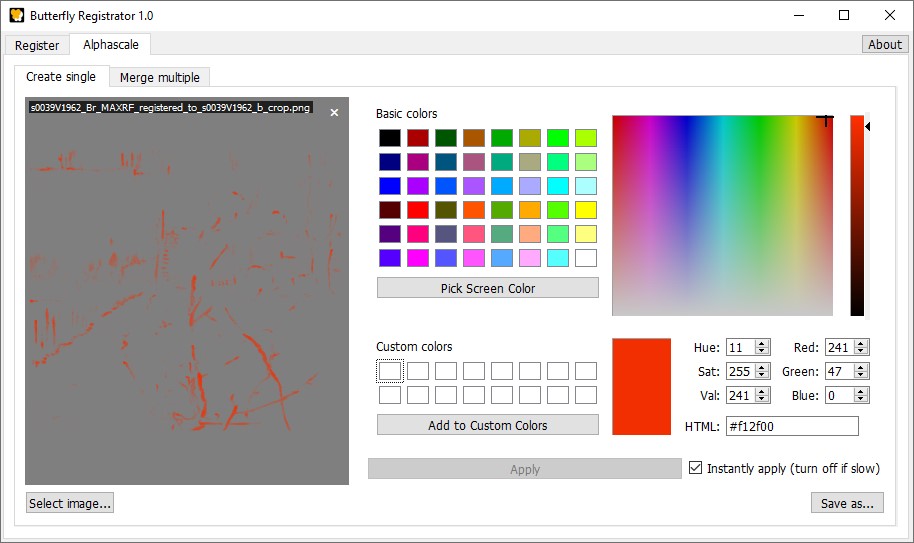 Butterfly Registrator 1.0
Register
Alphascale
About
Create single
Merge multiple
s0039V1962_Br_MAXRF_registered_to_s0039V1962_b_crop.png
Basic colors
Pick Screen Color
Custom colors
Add to Custom Colors
Hue: 11
Red: 241
Sat: 255
Green: 47
Val: 241
Blue: 0
HTML: #f12f00
Apply
Instantly apply (turn off if slow)
Select image...
Save as...